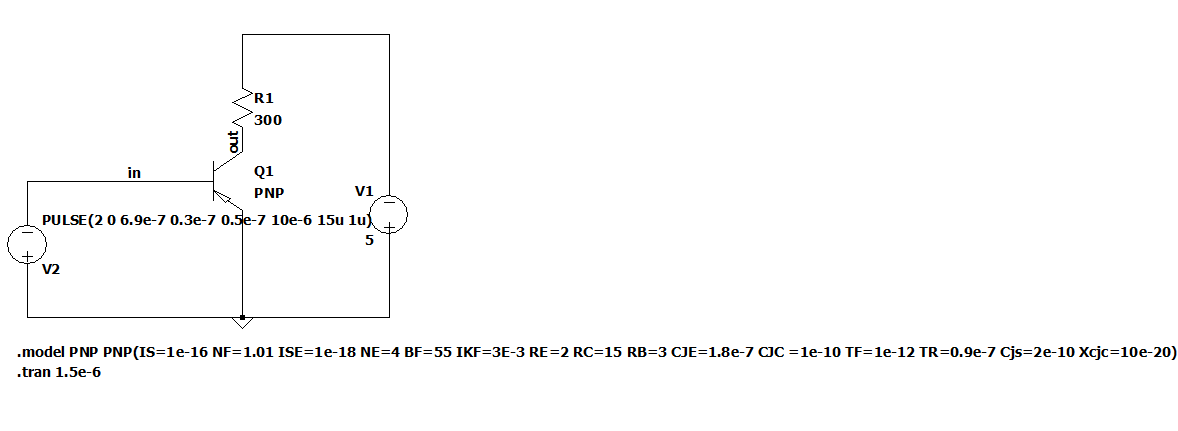 R1
300
out
in
Q1
PNP
V1
PULSE(2 0 6.9e-7 0.3e-7 0.5e-7 10e-6 15u 1u)
5
V2
.model PNP PNP(IS=1e-16 NF=1.01 ISE=1e-18 NE=4 BF=55 IKF=3E-3 RE=2 RC=15 RB=3 CJE=1.8e-7 CJC =1e-10 TF=1e-12 TR=0.9e-7 Cjs=2e-10 Xcjc=10e-20)
.tran 1.5e-6